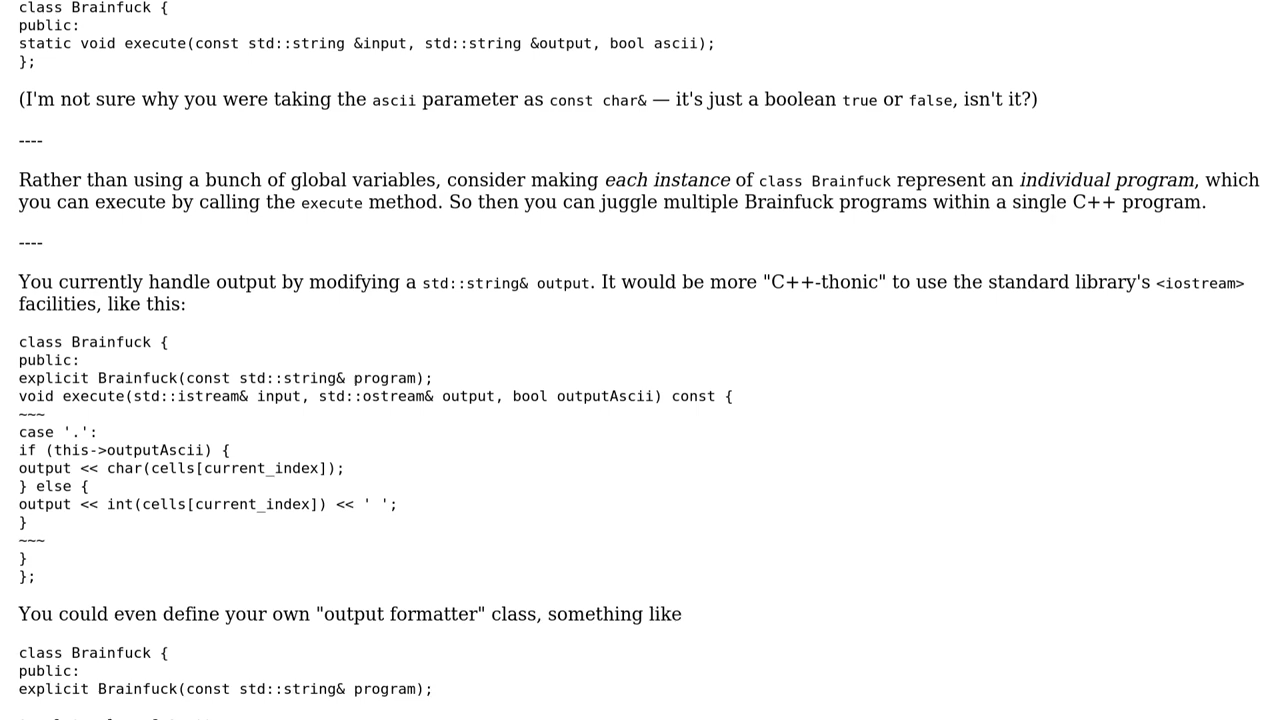 class Brainfuck {
public:
static void execute(const std::string &input, std::string &output, bool ascii);
};
(I'm not sure why you were taking the ascii parameter as const char& — it's just a boolean true or false, isn't it?)
----
Rather than using a bunch of global variables, consider making each instance of class Brainfuck represent an individual program, which
you can execute by calling the execute method. So then you can juggle multiple Brainfuck programs within a single C++ program.
----
You currently handle output by modifying a std::string& output. It would be more "C++-thonic" to use the standard library's <iostream>
facilities, like this:
class Brainfuck {
public:
explicit Brainfuck(const std::string& program);
void execute(std::istream& input, std::ostream& output, bool outputAscii) const {
~~~
case '.':
if (this->outputAscii) {
output << char(cells[current_index]);
} else {
output << int(cells[current_index]) << ' ';
}
~~~
}
};
You could even define your own "output formatter" class, something like
class Brainfuck {
public:
explicit Brainfuck(const std::string& program);